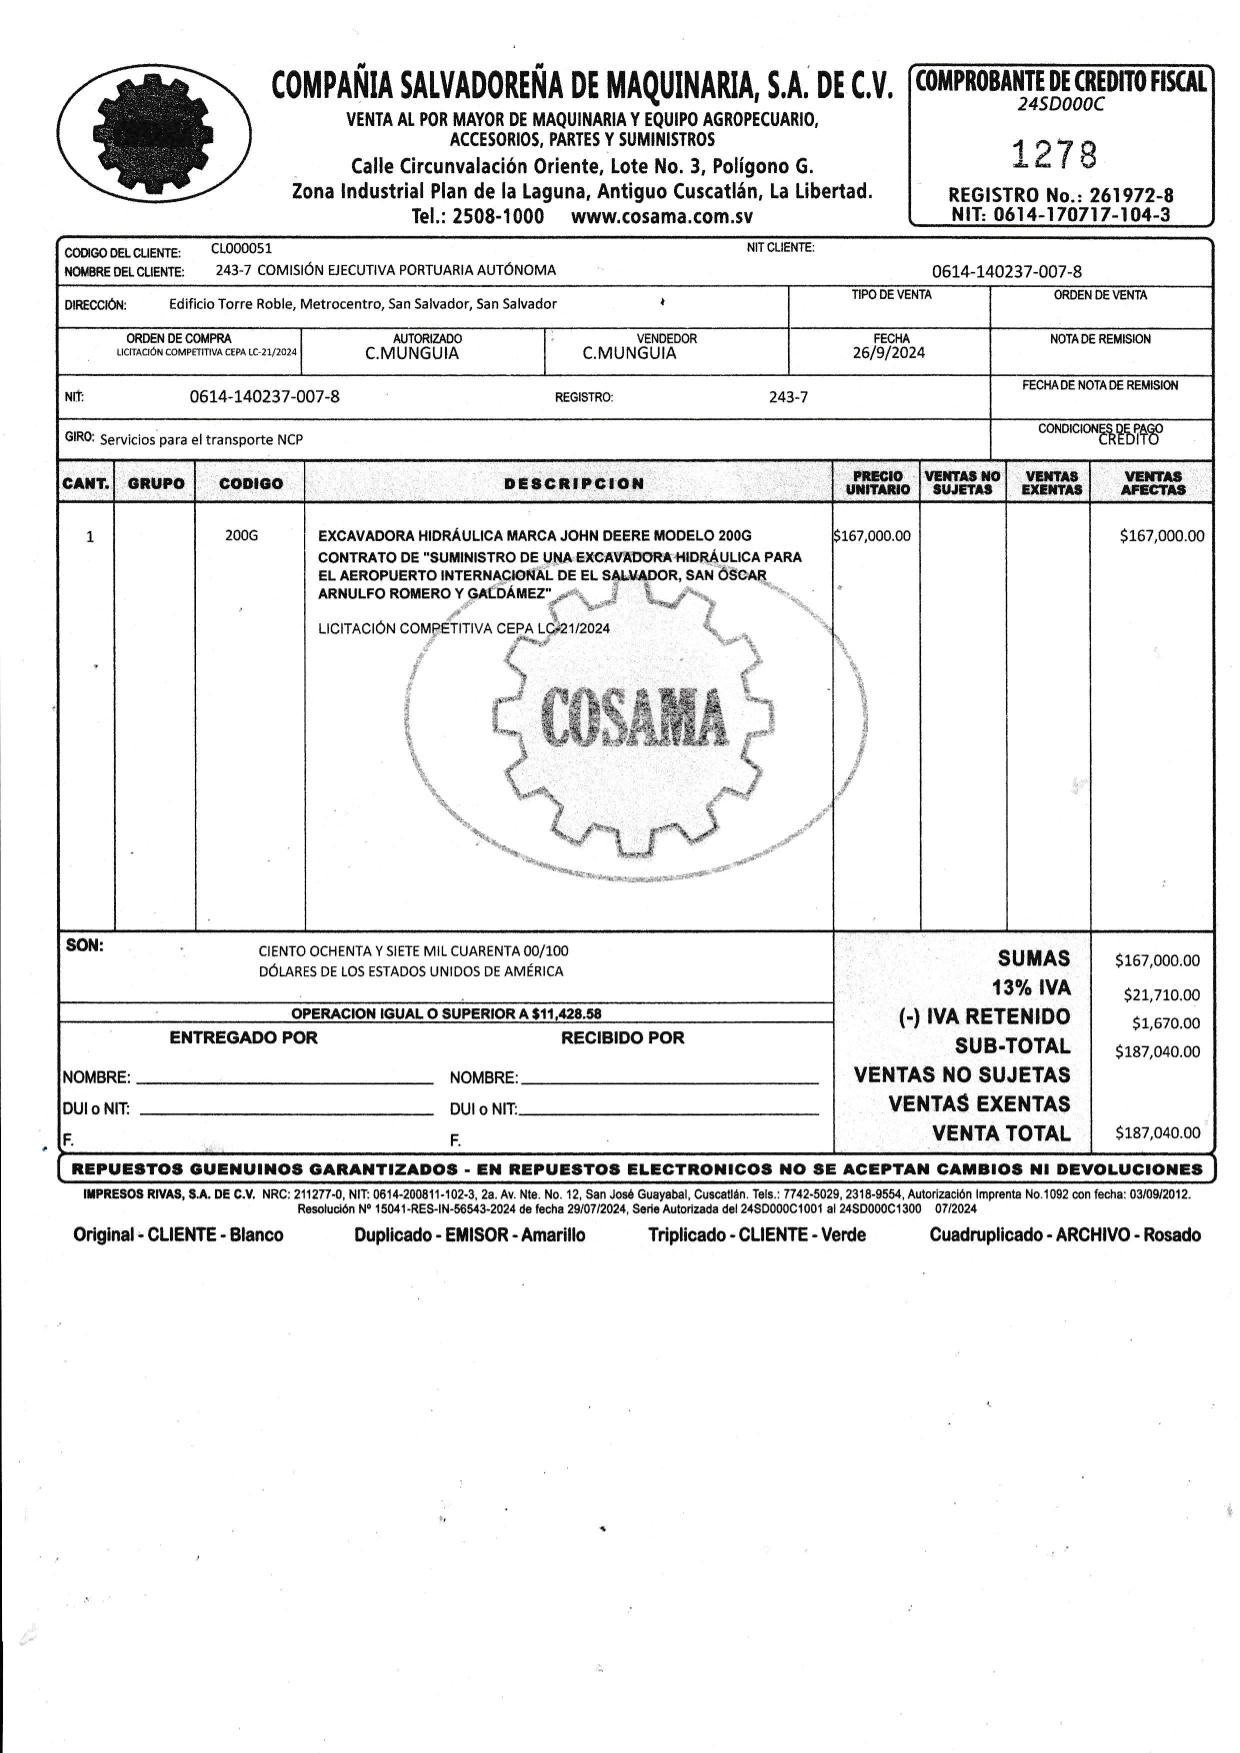 COMPAÑIA SALVADOREÑA DE MAQUINARIA, S.A. DE C.V.
VENTA AL POR MAYOR DE MAQUINARIA Y EQUIPO AGROPECUARIO,
ACCESORIOS, PARTES Y SUMINISTROS
Calle Circunvalación Oriente, Lote No. 3, Polígono G.
Zona Industrial Plan de la Laguna, Antiguo Cuscatlán, La Libertad.
Tel.: 2508-1000 www.cosama.com.sv
COMPROBANTE DE CREDITO FISCAL
24SD000C
1278
REGISTRO No.: 261972-8
NIT: 0614-170717-104-3
CODIGO DEL CLIENTE: CL000051 NIT CLIENTE:
NOMBRE DEL CLIENTE: 243-7 COMISIÓN EJECUTIVA PORTUARIA AUTÓNOMA 0614-140237-007-8
DIRECCIÓN: Edificio Torre Roble, Metrocentro, San Salvador, San Salvador TIPO DE VENTA ORDEN DE VENTA
ORDEN DE COMPRA AUTORIZADO VENDEDOR FECHA NOTA DE REMISION
LICITACIÓN COMPETITIVA CEPA LC-21/2024 C.MUNGUIA C.MUNGUIA 26/9/2024
NIT: 0614-140237-007-8 REGISTRO: 243-7 FECHA DE NOTA DE REMISION
GIRO: Servicios para el transporte NCP CONDICIONES DE PAGO
CREDITO
CANT. GRUPO CODIGO DESCRIPCION PRECIO UNITARIO VENTAS NO SUJETAS VENTAS EXENTAS VENTAS AFECTAS
1 200G EXCAVADORA HIDRÁULICA MARCA JOHN DEERE MODELO 200G $167,000.00 $167,000.00
CONTRATO DE "SUMINISTRO DE UNA EXCAVADORA HIDRÁULICA PARA
EL AEROPUERTO INTERNACIONAL DE EL SALVADOR, SAN ÓSCAR
ARNULFO ROMERO Y GALDÁMEZ"
LICITACIÓN COMPETITIVA CEPA LC-21/2024
COSAMA
SON: CIENTO OCHENTA Y SIETE MIL CUARENTA 00/100
DÓLARES DE LOS ESTADOS UNIDOS DE AMÉRICA
SUMAS $167,000.00
13% IVA $21,710.00
(-) IVA RETENIDO $1,670.00
SUB-TOTAL $187,040.00
VENTAS NO SUJETAS
VENTAS EXENTAS
VENTA TOTAL $187,040.00
OPERACION IGUAL O SUPERIOR A $11,428.58
ENTREGADO POR RECIBIDO POR
NOMBRE: NOMBRE:
DUI o NIT: DUI o NIT:
F. F.
REPUESTOS GUENUINOS GARANTIZADOS - EN REPUESTOS ELECTRONICOS NO SE ACEPTAN CAMBIOS NI DEVOLUCIONES
IMPRESOS RIVAS, S.A. DE C.V. NRC: 211277-0, NIT: 0614-200811-102-3, 2a. Av. Nte. No. 12, San José Guayabal, Cuscatlán. Tels.: 7742-5029, 2318-9554, Autorización Imprenta No.1092 con fecha: 03/09/2012.
Resolución Nº 15041-RES-IN-56543-2024 de fecha 29/07/2024, Serie Autorizada del 24SD000C1001 al 24SD000C1300 07/2024
Original - CLIENTE - Blanco Duplicado - EMISOR - Amarillo Triplicado - CLIENTE - Verde Cuadruplicado - ARCHIVO - Rosado